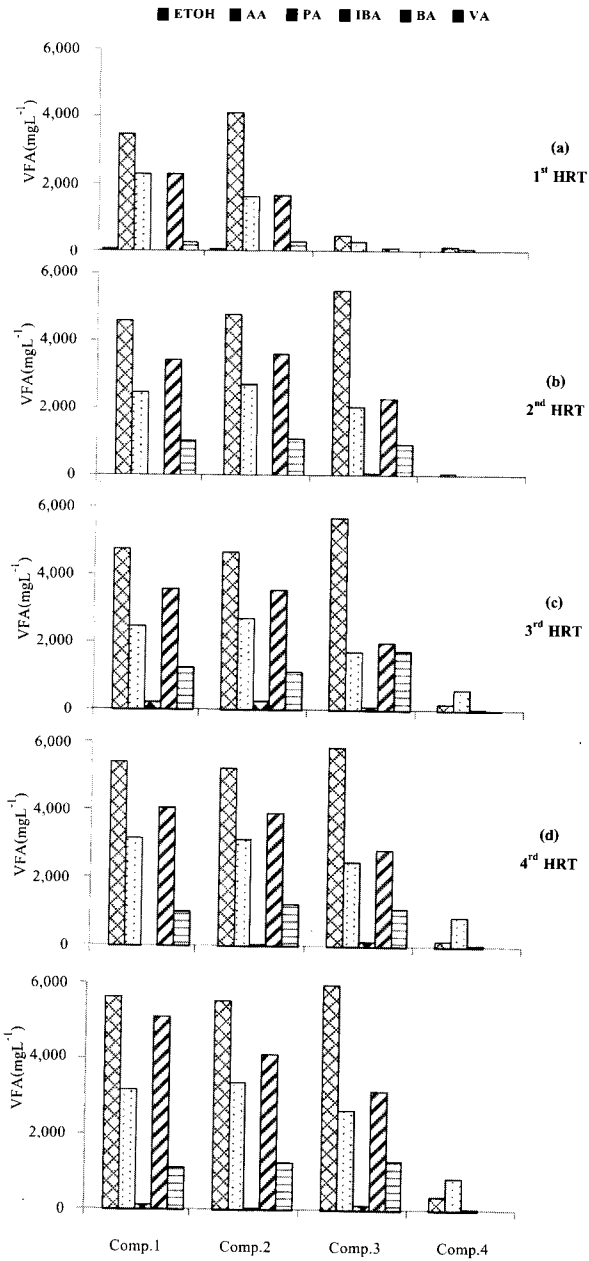 ETOH AA PA IBA BA VA
6,000
4,000
2,000
0
VFA(mgL⁻¹)
(a)
1st HRT
6,000
4,000
2,000
0
VFA(mgL⁻¹)
(b)
2nd HRT
6,000
4,000
2,000
0
VFA(mgL⁻¹)
(c)
3rd HRT
6,000
4,000
2,000
0
VFA(mgL⁻¹)
(d)
4rd HRT
6,000
4,000
2,000
0
VFA(mgL⁻¹)
Comp.1 Comp.2 Comp.3 Comp.4